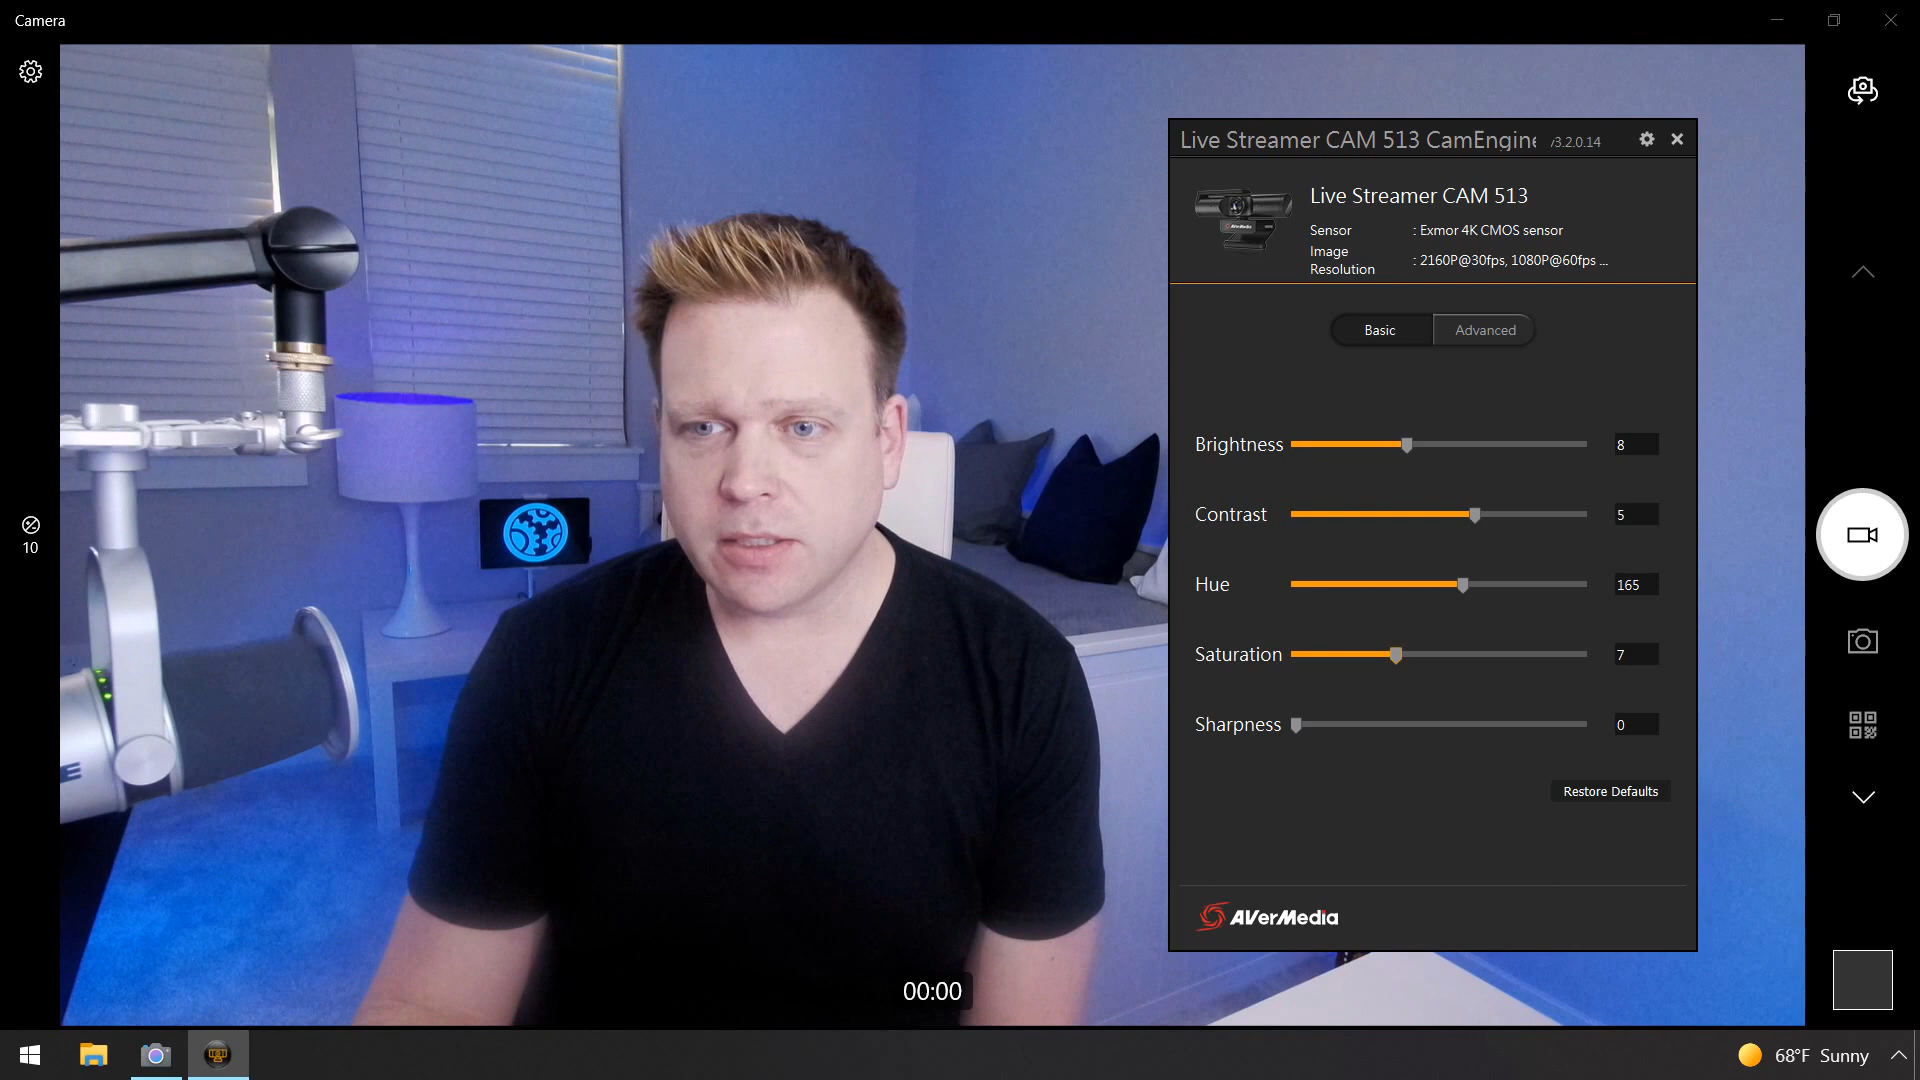 Camera
Live Streamer CAM 513 CamEngine
/3.2.0.14
Live Streamer CAM 513
Sensor : Exmor 4K CMOS sensor
Image
Resolution : 2160P@30fps, 1080P@60fps ...
Basic Advanced
Brightness 8
Contrast 5
10
Hue 165
Saturation 7
Sharpness 0
Restore Defaults
AVerMedia
00:00
68°F Sunny